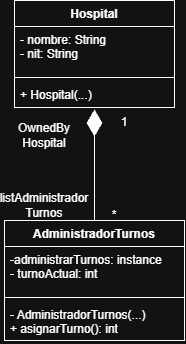 Hospital
- nombre: String
- nit: String
+ Hospital(...)
OwnedBy
Hospital
1
listAdministrador
Turnos
*
AdministradorTurnos
-administrarTurnos: instance
- turnoActual: int
- AdministradorTurnos(...)
+ asignarTurno(): int